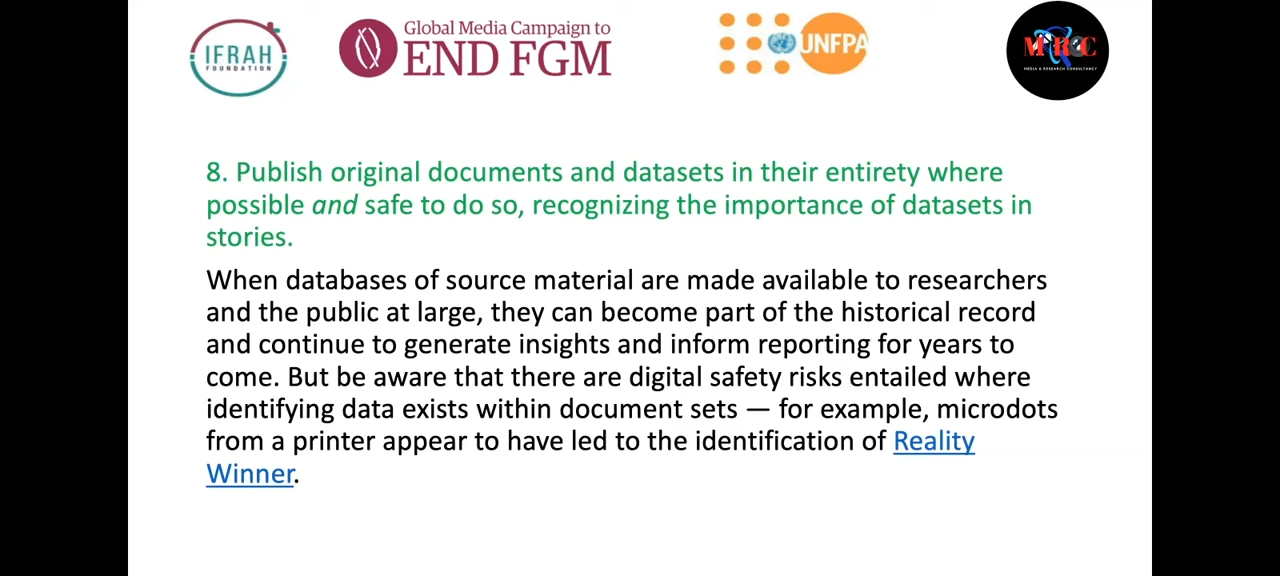 IFRAH
FOUNDATION
Global Media Campaign to
END FGM
UNFPA
MRC
MEDIA & RESEARCH CONSULTANCY
8. Publish original documents and datasets in their entirety where
possible and safe to do so, recognizing the importance of datasets in
stories.
When databases of source material are made available to researchers
and the public at large, they can become part of the historical record
and continue to generate insights and inform reporting for years to
come. But be aware that there are digital safety risks entailed where
identifying data exists within document sets — for example, microdots
from a printer appear to have led to the identification of Reality
Winner.